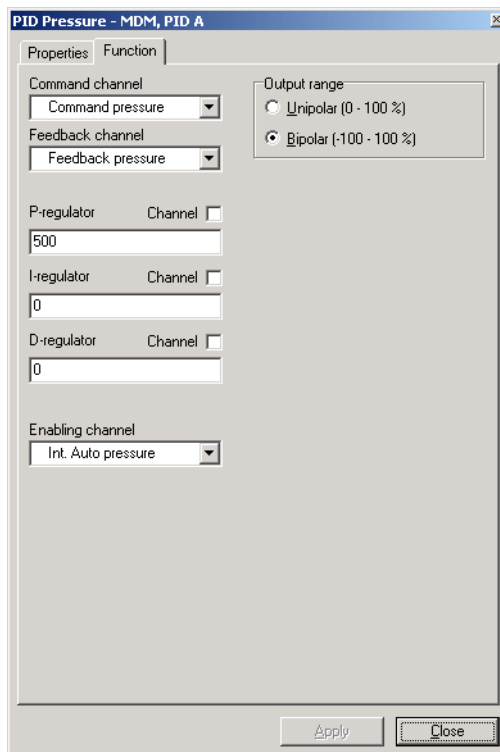 PID Pressure - MDM, PID A
Properties
Function
Command channel
Command pressure
Feedback channel
Feedback pressure
P-regulator Channel
500
I-regulator Channel
0
D-regulator Channel
0
Enabling channel
Int. Auto pressure
Output range
Unipolar (0 - 100 %)
Bipolar (-100 - 100 %)
Apply
Close